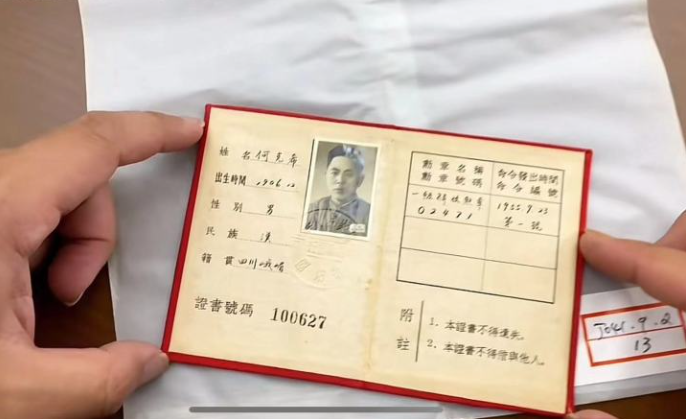 姓名 何克希
出生時間 1906.12
性別 男
民族 漢
籍貫 四川峨嵋
證書號碼 100627
勳章名稱
勳章號碼
命令發出時間
命令編號
一級解放勳章
02471
1955.9.23
第一號
附註
1、本證書不得遺失。
2、本證書不得借與他人。
J041.9.2
13